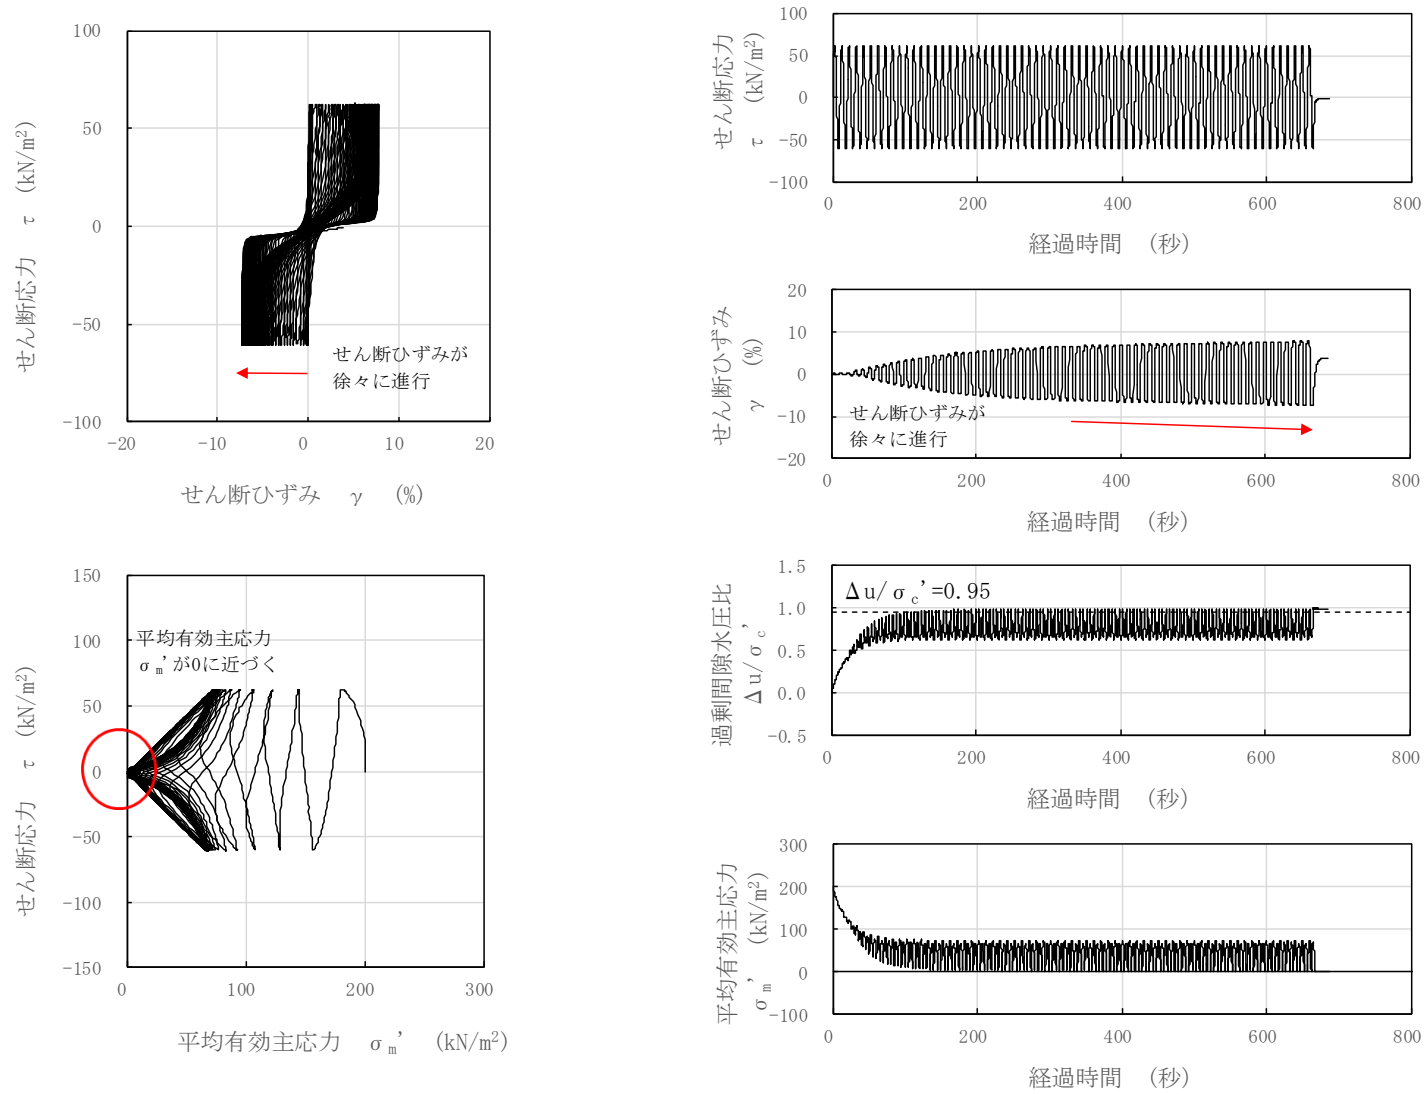 100
50
0
-50
-100
-20
-10
0
10
20
せん断応力 τ (kN/m²)
せん断ひずみ γ (%)
せん断ひずみが
徐々に進行
100
50
0
-50
-100
0
200
400
600
800
せん断応力
τ (kN/m²)
経過時間 (秒)
20
10
0
-10
-20
0
200
400
600
800
せん断ひずみ
γ (%)
せん断ひずみが
徐々に進行
経過時間 (秒)
150
100
50
0
-50
-100
-150
0
100
200
300
せん断応力 τ (kN/m²)
平均有効主応力
σm'が0に近づく
平均有効主応力 σm' (kN/m²)
1.5
1.0
0.5
0.0
-0.5
0
200
400
600
800
過剰間隙水圧比
Δu/σc'
Δu/σc'=0.95
経過時間 (秒)
300
200
100
0
-100
0
200
400
600
800
平均有効主応力
σm' (kN/m²)
経過時間 (秒)